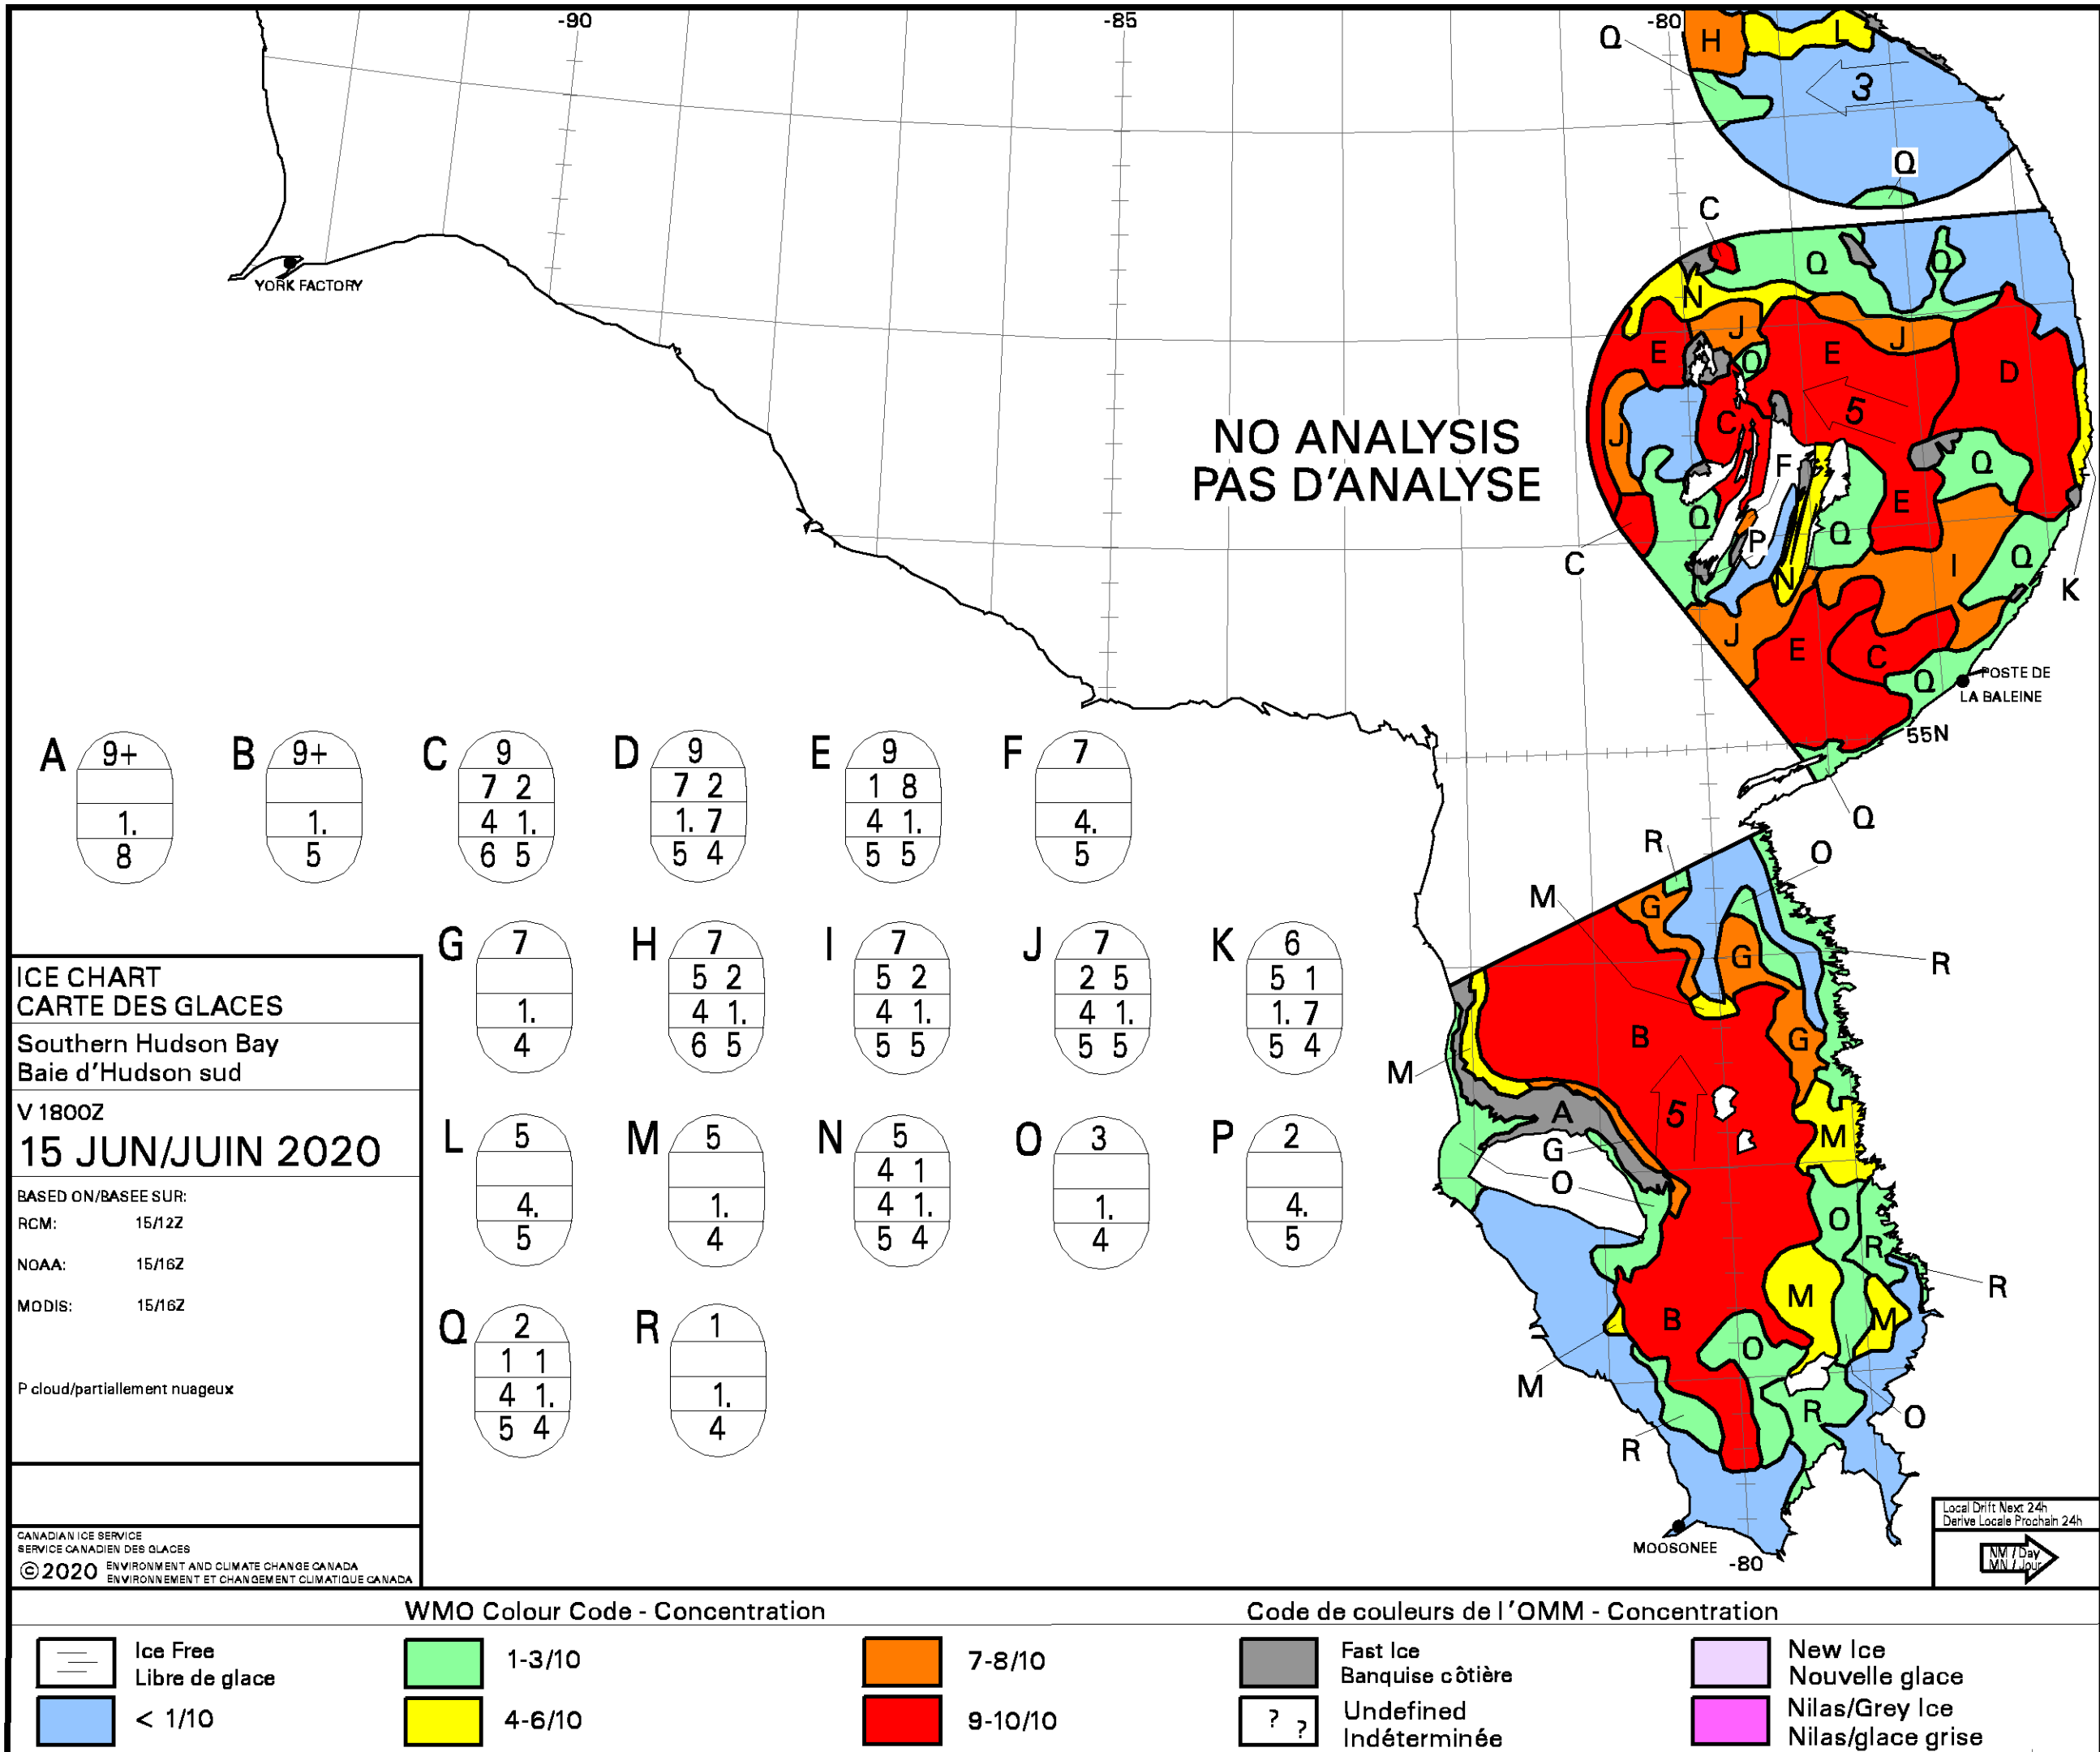 -90
-85
-80
Q
H
L
3
Q
C
Q
Q
YORK FACTORY
N
J
E
Q
E
J
D
C
5
J
NO ANALYSIS
PAS D'ANALYSE
F
Q
E
Q
Q
P
C
N
I
Q
K
J
E
C
Q
POSTE DE
LA BALEINE
55N
Q
A
9+
1.
8
B
9+
1.
5
C
9
7 2
4 1.
6 5
D
9
7 2
1. 7
5 4
E
9
1 8
4 1.
5 5
F
7
4.
5
G
7
1.
4
H
7
5 2
4 1.
6 5
I
7
5 2
4 1.
5 5
J
7
2 5
4 1.
5 5
K
6
5 1
1. 7
5 4
L
5
4.
5
M
5
1.
4
N
5
4 1
4 1.
5 4
O
3
1.
4
P
2
4.
5
Q
2
1 1
4 1.
5 4
R
1
1.
4
R
O
M
G
R
G
B
G
M
5
A
M
G
O
O
R
R
M
M
B
O
M
R
O
R
MOOSONEE
-80
ICE CHART
CARTE DES GLACES
Southern Hudson Bay
Baie d'Hudson sud
V 1800Z
15 JUN/JUIN 2020
BASED ON/BASEE SUR:
RCM: 15/12Z
NOAA: 15/16Z
MODIS: 15/16Z
P cloud/partiallement nuageux
CANADIAN ICE SERVICE
SERVICE CANADIEN DES GLACES
© 2020 ENVIRONMENT AND CLIMATE CHANGE CANADA
ENVIRONNEMENT ET CHANGEMENT CLIMATIQUE CANADA
Local Drift Next 24h
Derive Locale Prochain 24h
NM / Day
MN / Jour
WMO Colour Code - Concentration
Code de couleurs de l'OMM - Concentration
Ice Free
Libre de glace
< 1/10
1-3/10
4-6/10
7-8/10
9-10/10
Fast Ice
Banquise côtière
? ?
Undefined
Indéterminée
New Ice
Nouvelle glace
Nilas/Grey Ice
Nilas/glace grise